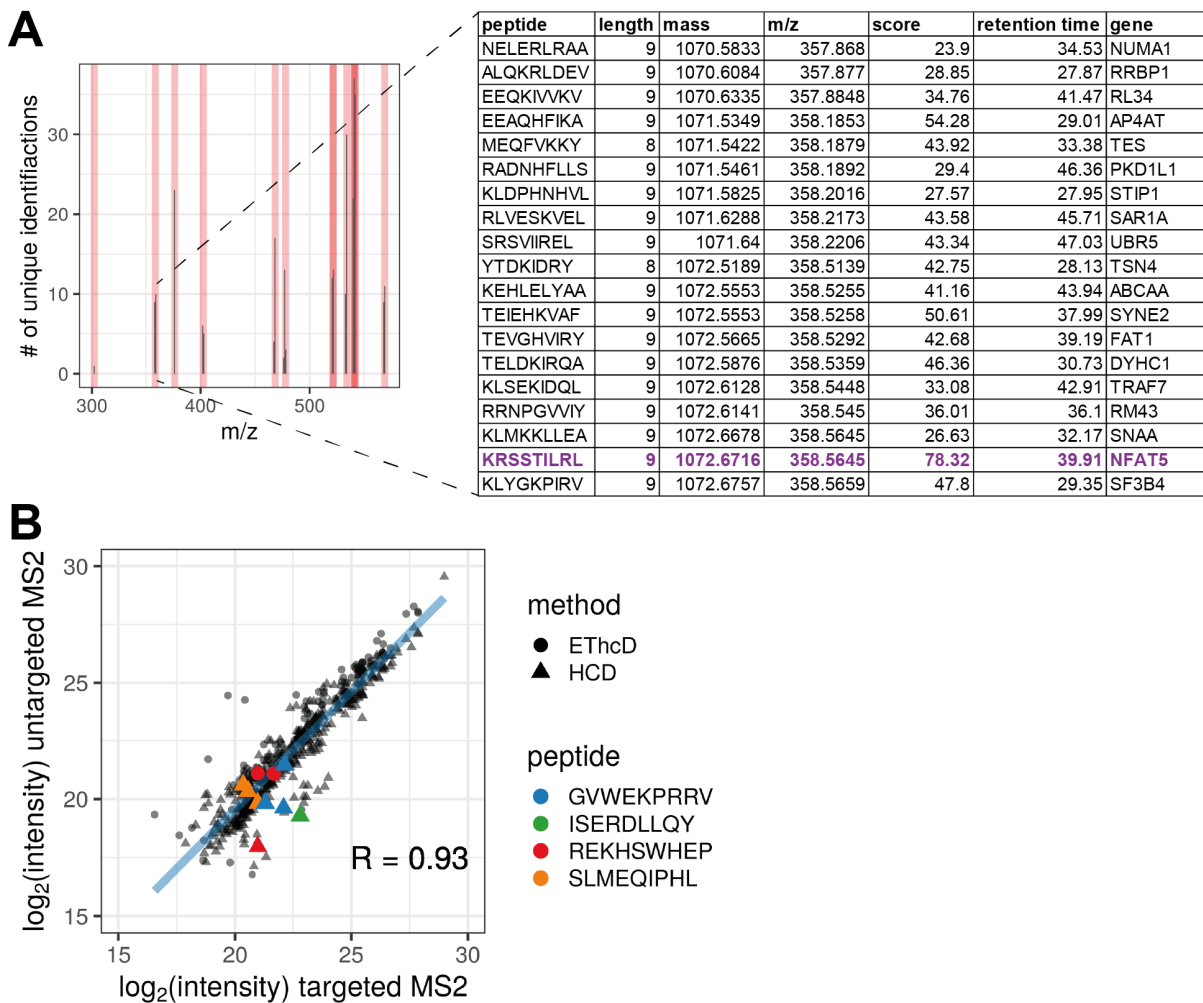 A
peptide length mass m/z score retention time gene
NELERLRAA 9 1070.5833 357.868 23.9 34.53 NUMA1
ALQKRLDEV 9 1070.6084 357.877 28.85 27.87 RRBP1
EEQKIVVKV 9 1070.6335 357.8848 34.76 41.47 RL34
EEAQHFIKA 9 1071.5349 358.1853 54.28 29.01 AP4AT
MEQFVKKY 8 1071.5422 358.1879 43.92 33.38 TES
RADNHFLLS 9 1071.5461 358.1892 29.4 46.36 PKD1L1
KLDPHNHVL 9 1071.5825 358.2016 27.57 27.95 STIP1
RLVESKVEL 9 1071.6288 358.2173 43.58 45.71 SAR1A
SRSVIIREL 9 1071.64 358.2206 43.34 47.03 UBR5
YTDKIDRY 8 1072.5189 358.5139 42.75 28.13 TSN4
KEHLELYAA 9 1072.5553 358.5255 41.16 43.94 ABCAA
TEIEHKVAF 9 1072.5553 358.5258 50.61 37.99 SYNE2
TEVGHVIRY 9 1072.5665 358.5292 42.68 39.19 FAT1
TELDKIRQA 9 1072.5876 358.5359 46.36 30.73 DYHC1
KLSEKIDQL 9 1072.6128 358.5448 33.08 42.91 TRAF7
RRNPGVVIY 9 1072.6141 358.545 36.01 36.1 RM43
KLMKKLLEA 9 1072.6678 358.5645 26.63 32.17 SNAA
KRSSTILRL 9 1072.6716 358.5645 78.32 39.91 NFAT5
KLYGKPIRV 9 1072.6757 358.5659 47.8 29.35 SF3B4
# of unique identifiactions
30
20
10
0
300 400 500
m/z
B
log2(intensity) untargeted MS2
30
25
20
15
R = 0.93
15 20 25 30
log2(intensity) targeted MS2
method
EThcD
HCD
peptide
GVWEKPRRV
ISERDLLQY
REKHSWHEP
SLMEQIPHL